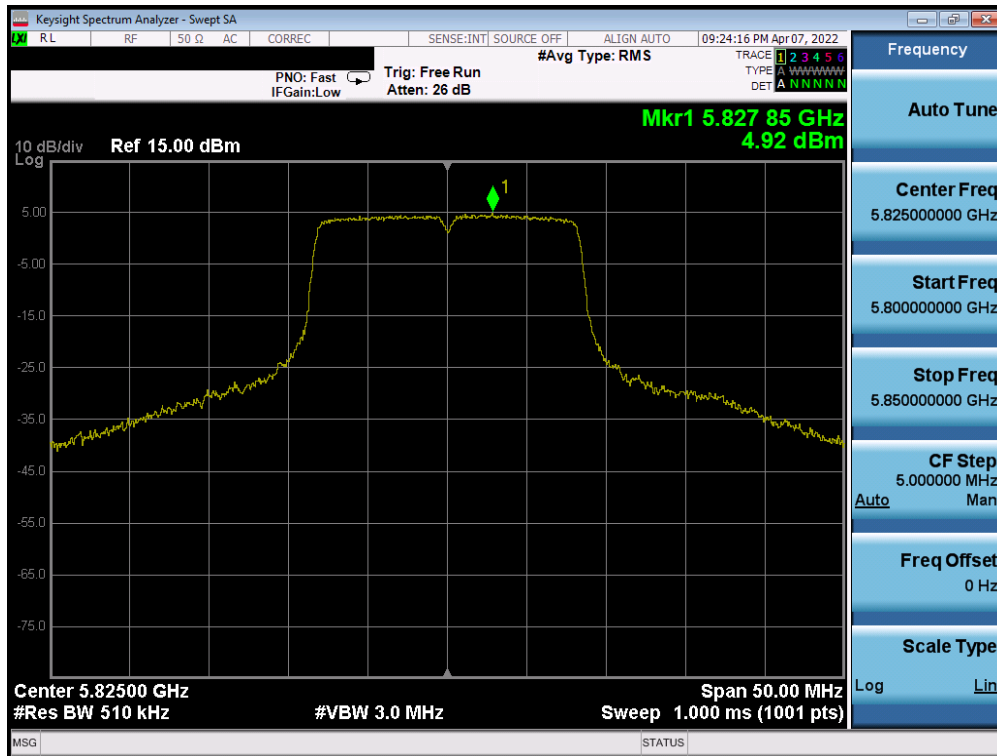 Keysight Spectrum Analyzer - Swept SA
LXI RL RF 50 Ω AC CORREC SENSE:INT SOURCE OFF ALIGN AUTO 09:24:16 PM Apr 07, 2022
#Avg Type: RMS
TRACE 1 2 3 4 5 6
PNO: Fast Trig: Free Run
TYPE A WWWWW
IFGain:Low Atten: 26 dB
DET A N N N N N
Mkr1 5.827 85 GHz
4.92 dBm
10 dB/div Ref 15.00 dBm
Log
1
5.00
-5.00
-15.0
-25.0
-35.0
-45.0
-55.0
-65.0
-75.0
Center 5.82500 GHz Span 50.00 MHz
#Res BW 510 kHz #VBW 3.0 MHz Sweep 1.000 ms (1001 pts)
MSG STATUS
Frequency
Auto Tune
Center Freq
5.825000000 GHz
Start Freq
5.800000000 GHz
Stop Freq
5.850000000 GHz
CF Step
5.000000 MHz
Auto Man
Freq Offset
0 Hz
Scale Type
Log Lin